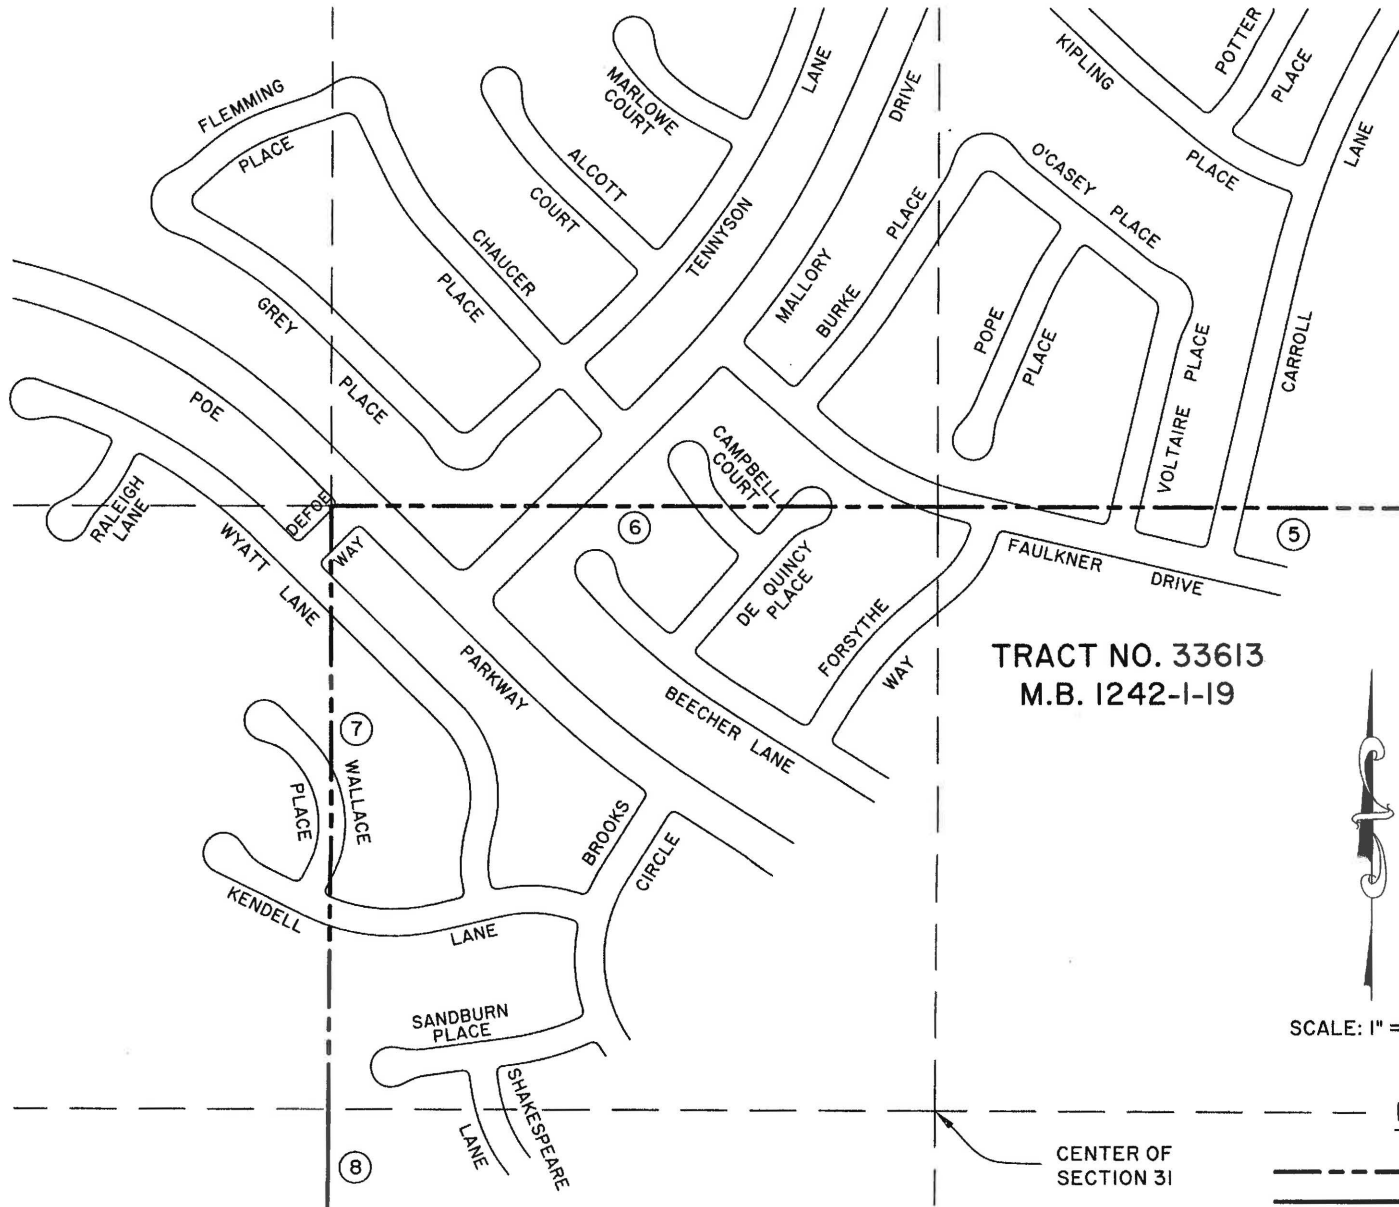 FLEMMING
PLACE
MARLOWE
COURT
ALCOTT
COURT
LANE
TENNYSON
DRIVE
MALLORY
KIPLING
PLACE
POTTER
PLACE
LANE
CARROLL
O'CASEY PLACE
PLACE
BURKE
POPE
PLACE
VOLTAIRE PLACE
CHAUCER
PLACE
GREY
PLACE
POE
RALEIGH
LANE
DEFOE
WAY
WYATT
LANE
CAMPBELL
COURT
6
5
DE QUINCY
PLACE
FAULKNER DRIVE
FORSYTHE
WAY
PARKWAY
BEECHER LANE
TRACT NO. 33613
M.B. 1242-1-19
7
WALLACE
PLACE
BROOKS
CIRCLE
KENDELL
LANE
SANDBURN
PLACE
SHAKESPEARE
LANE
SCALE: 1" =
8
CENTER OF
SECTION 31